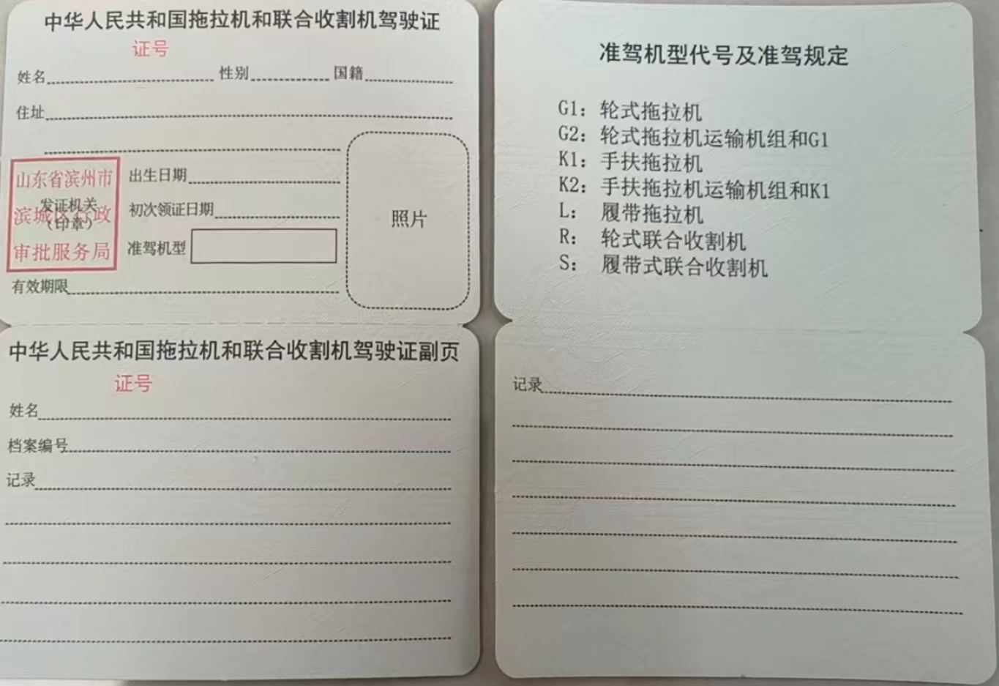 中华人民共和国拖拉机和联合收割机驾驶证
证号
姓名 性别 国籍
住址
山东省滨州市
滨城区行政
审批服务局
发证机关
(印章)
出生日期
初次领证日期
准驾机型
照片
有效期限
中华人民共和国拖拉机和联合收割机驾驶证副页
证号
姓名
档案编号
记录
准驾机型代号及准驾规定
G1: 轮式拖拉机
G2: 轮式拖拉机运输机组和G1
K1: 手扶拖拉机
K2: 手扶拖拉机运输机组和K1
L: 履带拖拉机
R: 轮式联合收割机
S: 履带式联合收割机
记录